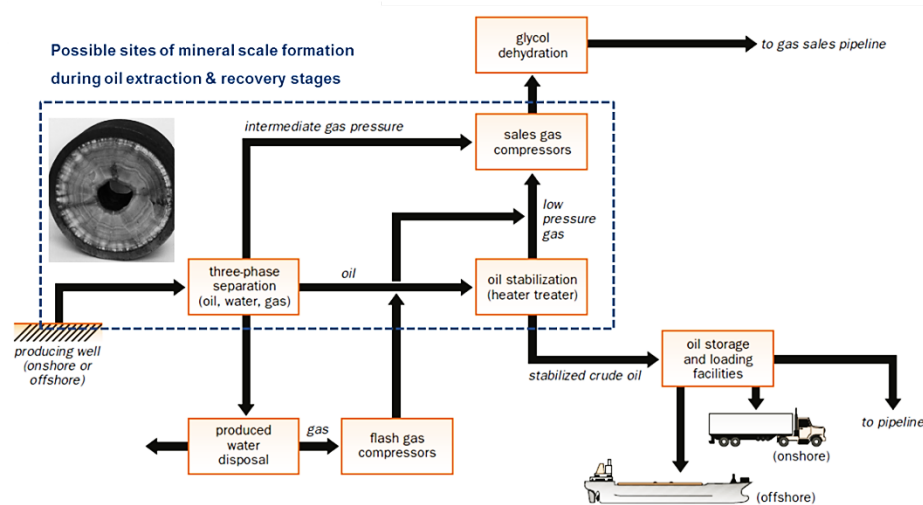 Possible sites of mineral scale formation
during oil extraction & recovery stages
glycol
dehydration
to gas sales pipeline
intermediate gas pressure
sales gas
compressors
low
pressure
gas
three-phase
separation
(oil, water, gas)
oil
oil stabilization
(heater treater)
producing well
(onshore or
offshore)
stabilized crude oil
oil storage
and loading
facilities
to pipeline
produced
water
disposal
gas
flash gas
compressors
(onshore)
(offshore)